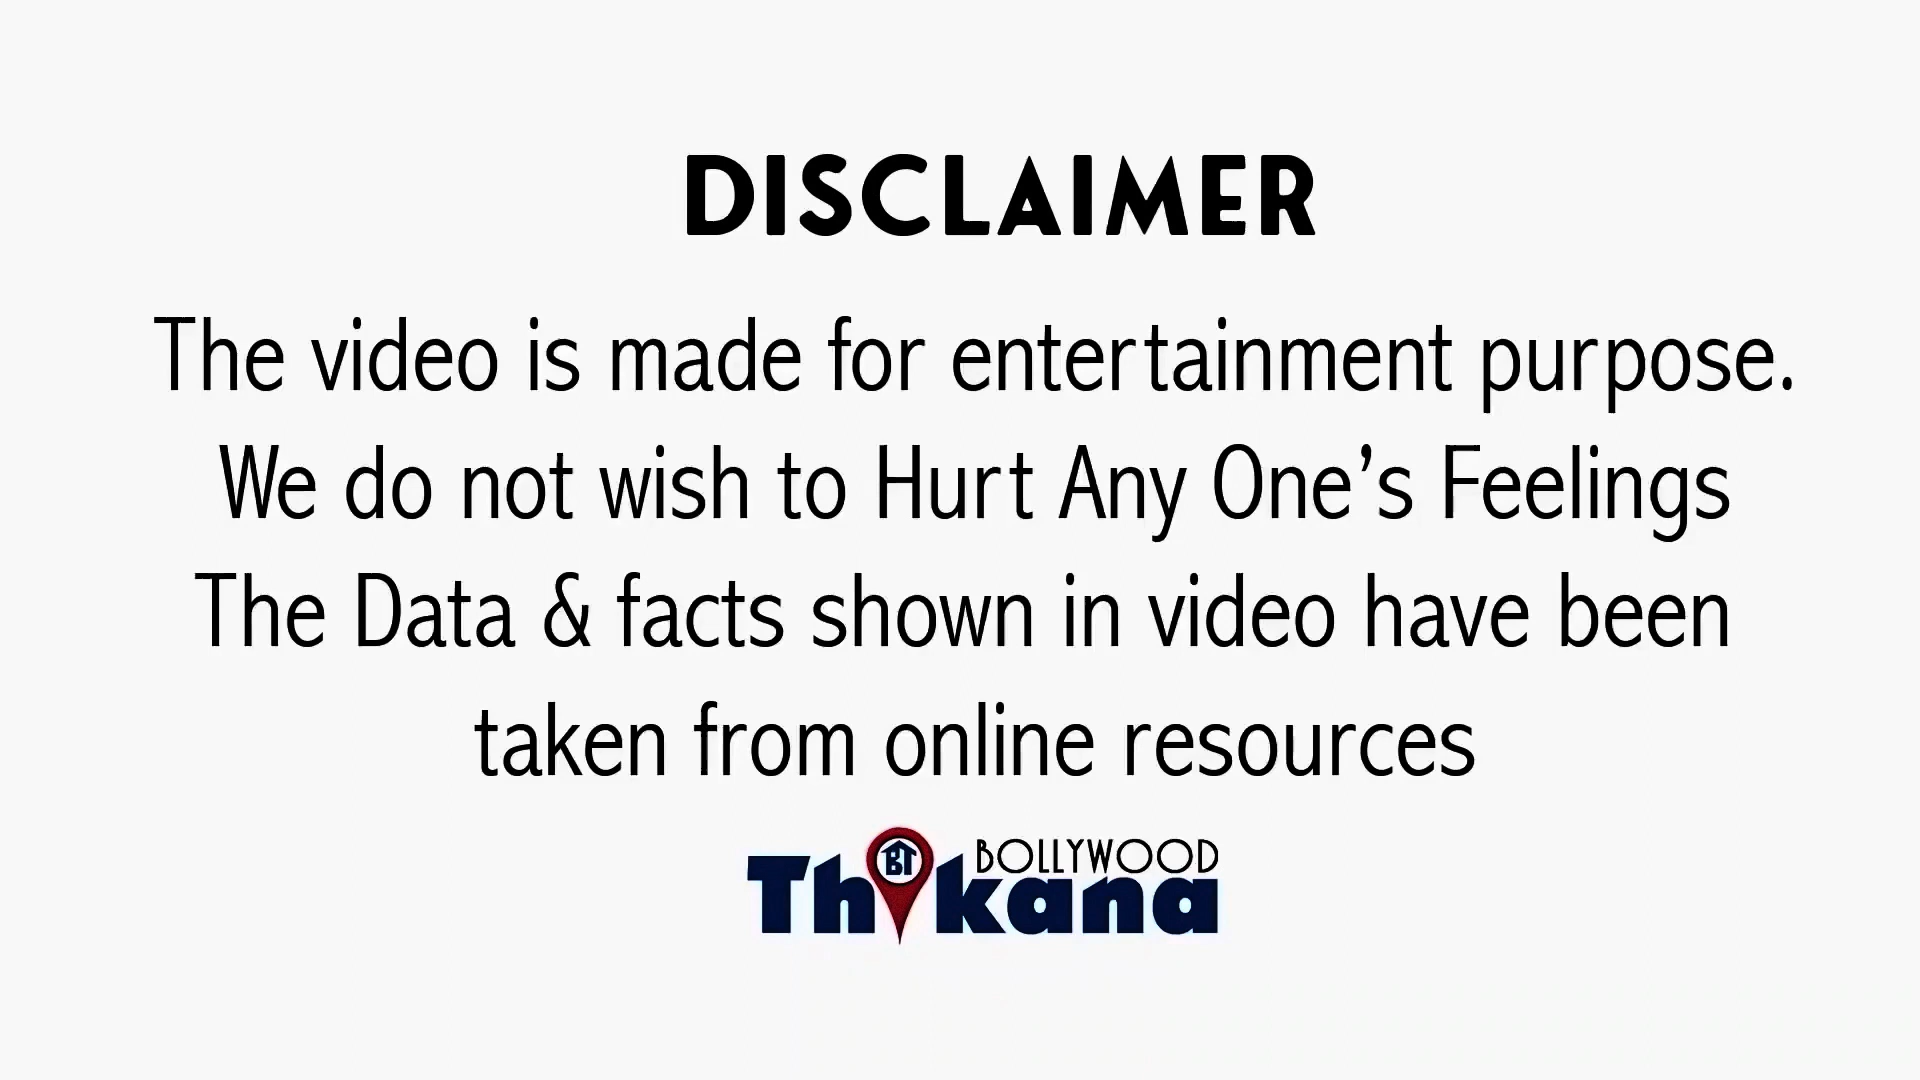 DISCLAIMER
The video is made for entertainment purpose.
We do not wish to Hurt Any One’s Feelings
The Data & facts shown in video have been
taken from online resources
BT
BOLLYWOOD
Thikana